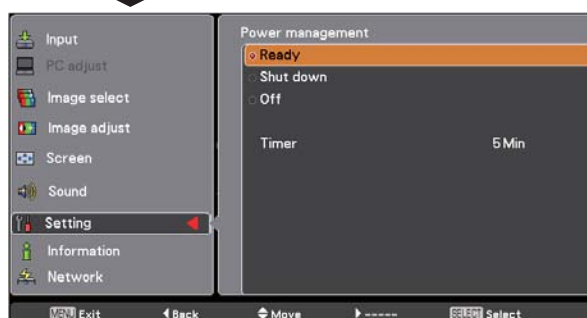 Input
PC adjust
Image select
Image adjust
Screen
Sound
Setting
Information
Network
Power management
Ready
Shut down
Off
Timer 5 Min
MENU Exit Back Move ----- SELECT Select